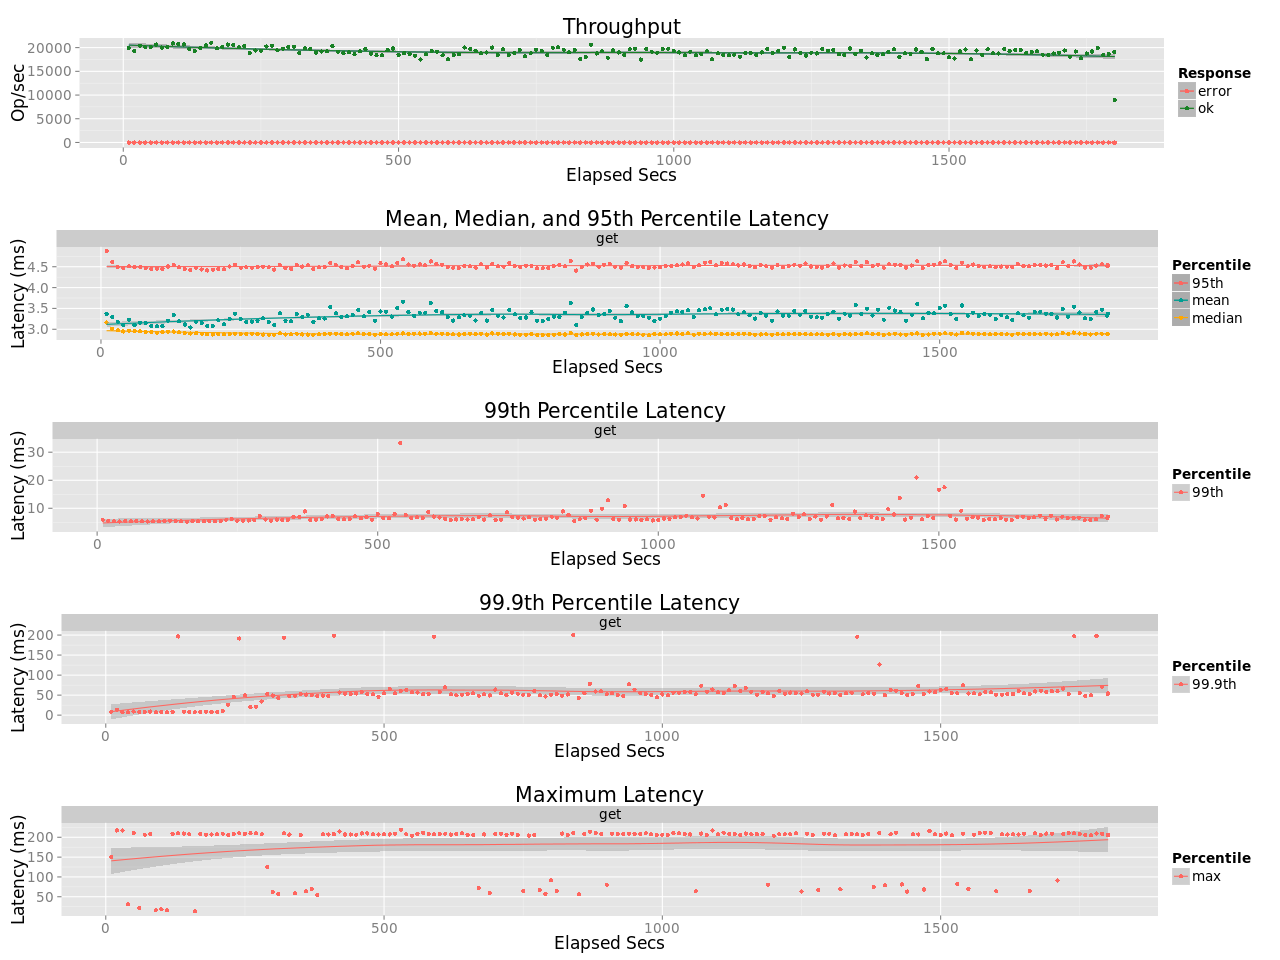 Throughput
20000
15000
10000
5000
0
Op/sec
0 500 1000 1500
Elapsed Secs
Response
error
ok
Mean, Median, and 95th Percentile Latency
get
4.5
4.0
3.5
3.0
Latency (ms)
0 500 1000 1500
Elapsed Secs
Percentile
95th
mean
median
99th Percentile Latency
get
30
20
10
Latency (ms)
0 500 1000 1500
Elapsed Secs
Percentile
99th
99.9th Percentile Latency
get
200
150
100
50
0
Latency (ms)
0 500 1000 1500
Elapsed Secs
Percentile
99.9th
Maximum Latency
get
200
150
100
50
Latency (ms)
0 500 1000 1500
Elapsed Secs
Percentile
max